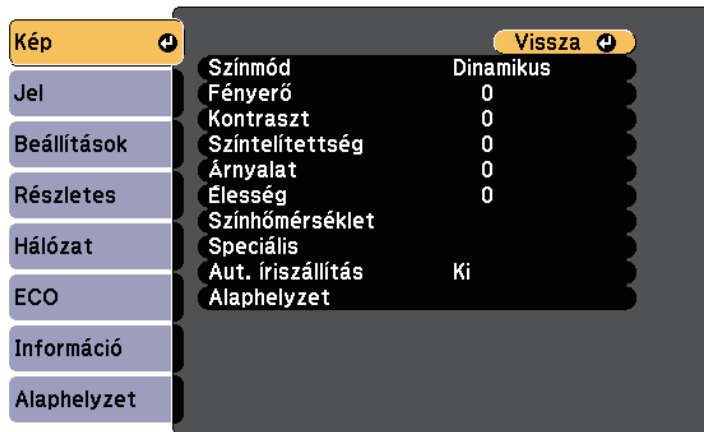 Kép
Jel
Beállítások
Részletes
Hálózat
ECO
Információ
Alaphelyzet
Vissza
Színmód Dinamikus
Fényerő 0
Kontraszt 0
Színtelítettség 0
Árnyalat 0
Élesség 0
Színhőmérséklet
Speciális
Aut. íriszállítás Ki
Alaphelyzet